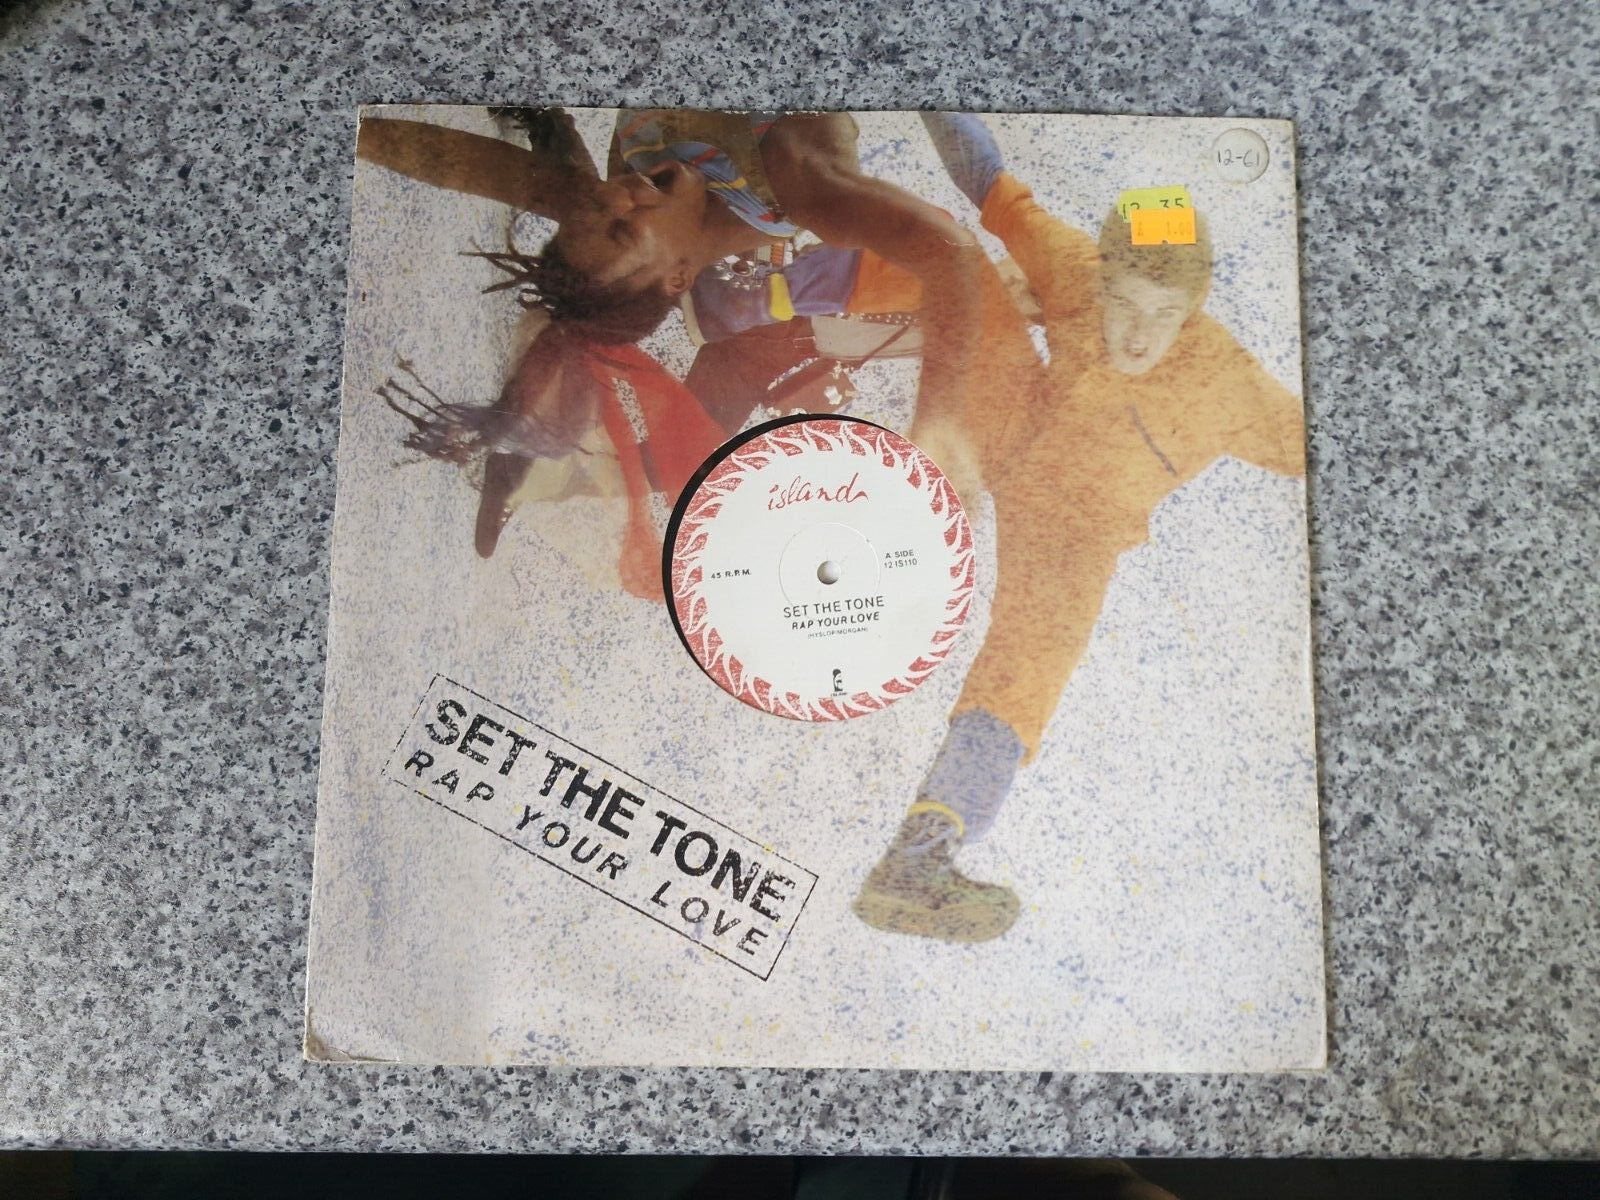 12-61
12 35
£ 1.00
island
45 R.P.M.
A SIDE
12 IS110
SET THE TONE
RAP YOUR LOVE
(HYSLOP/MORGAN)
SET THE TONE
RAP YOUR LOVE